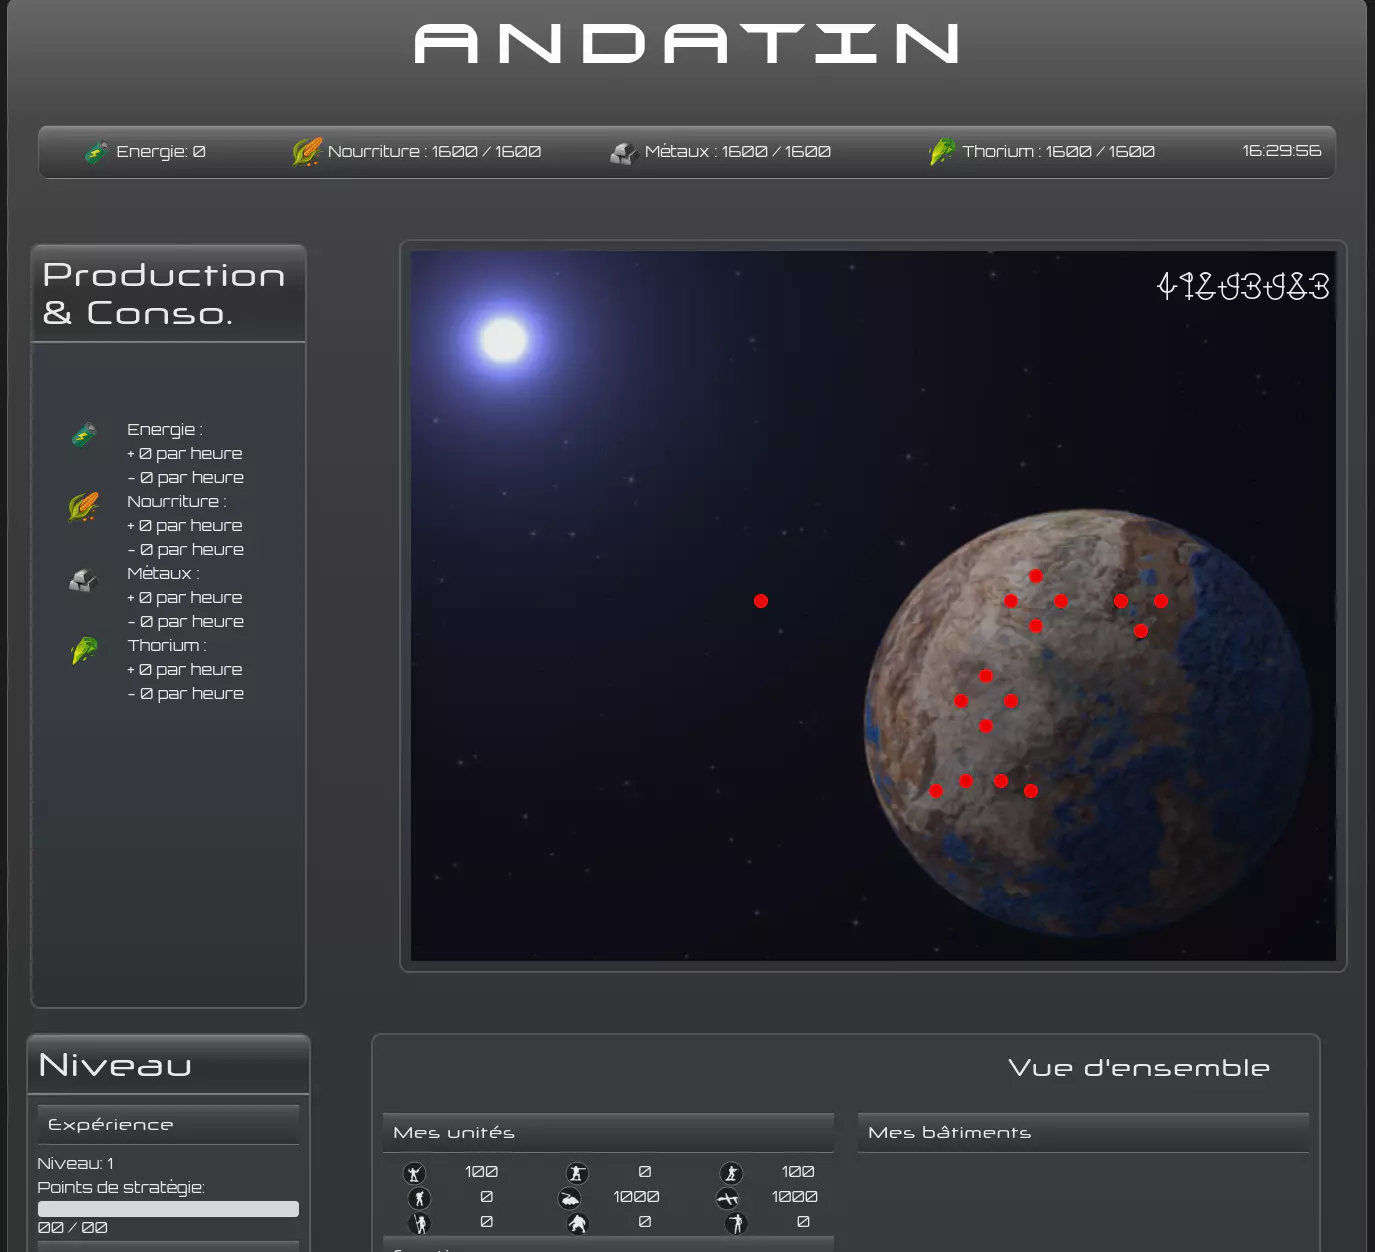 ANDATIN
Energie: 0
Nourriture : 1600 / 1600
Métaux : 1600 / 1600
Thorium : 1600 / 1600
16:29:56
Production
& Conso.
Energie :
+ 0 par heure
- 0 par heure
Nourriture :
+ 0 par heure
- 0 par heure
Métaux :
+ 0 par heure
- 0 par heure
Thorium :
+ 0 par heure
- 0 par heure
Niveau
Expérience
Niveau: 1
Points de stratégie:
00 / 00
Vue d'ensemble
Mes unités
100 0 100
0 1000 1000
0 0 0
Mes bâtiments